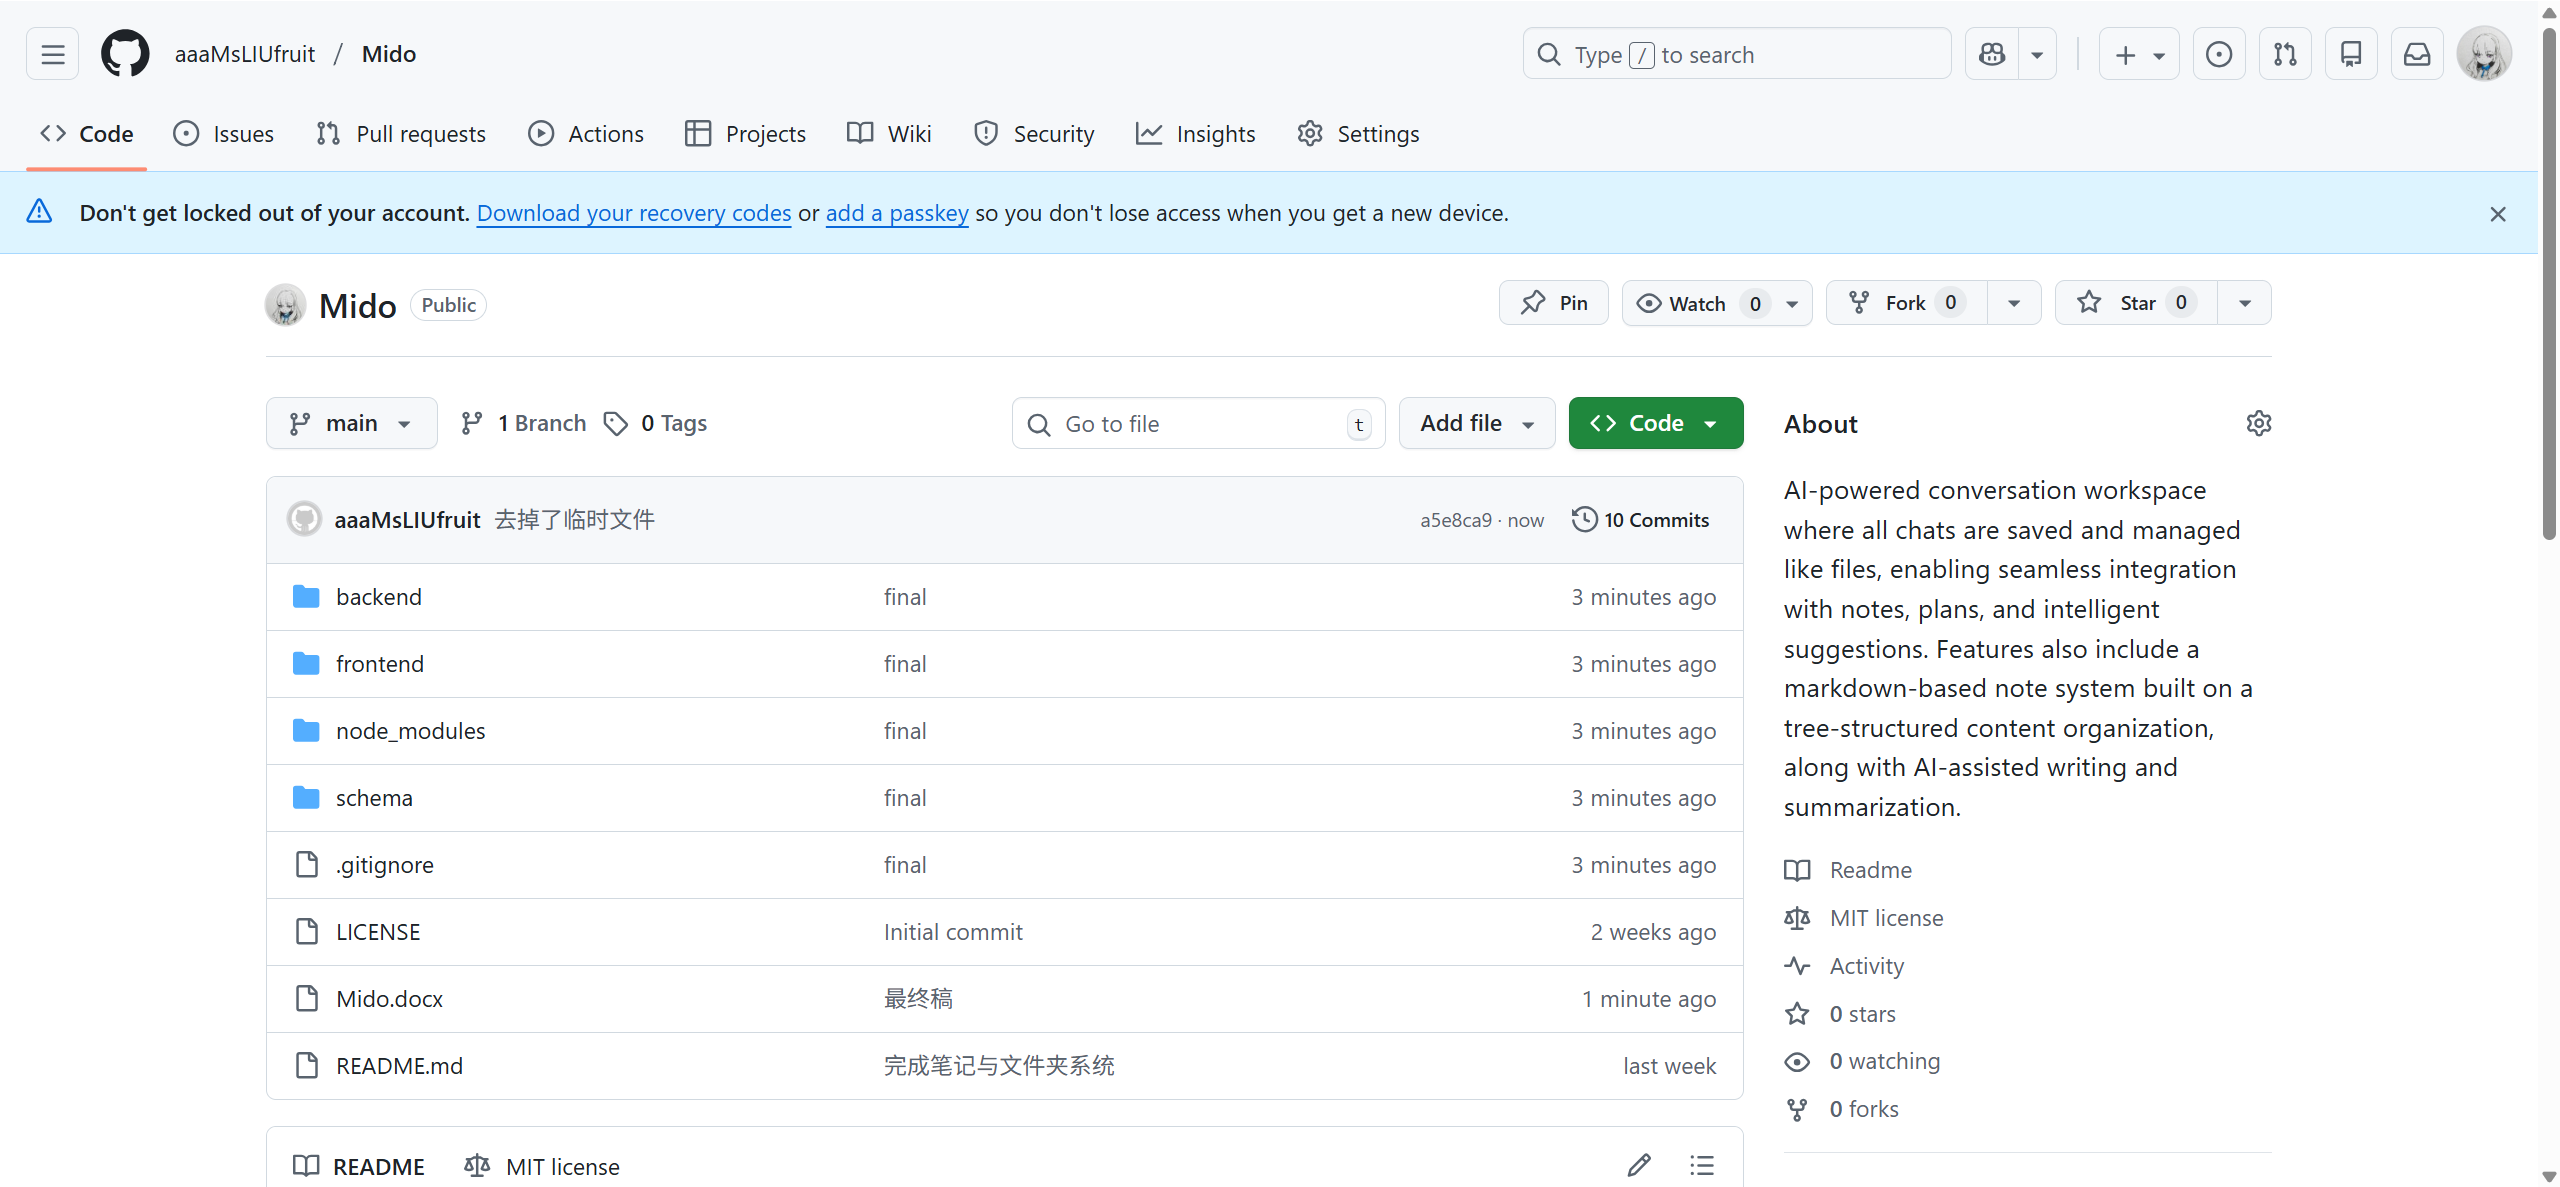 aaaMsLIUfruit / Mido
Type / to search
Code Issues Pull requests Actions Projects Wiki Security Insights Settings
Don't get locked out of your account. Download your recovery codes or add a passkey so you don't lose access when you get a new device.
Mido Public
Pin Watch 0 Fork 0 Star 0
main 1 Branch 0 Tags Go to file t Add file Code
aaaMsLIUfruit 去掉了临时文件 a5e8ca9 · now 10 Commits
backend final 3 minutes ago
frontend final 3 minutes ago
node_modules final 3 minutes ago
schema final 3 minutes ago
.gitignore final 3 minutes ago
LICENSE Initial commit 2 weeks ago
Mido.docx 最终稿 1 minute ago
README.md 完成笔记与文件夹系统 last week
README MIT license
About
AI-powered conversation workspace
where all chats are saved and managed
like files, enabling seamless integration
with notes, plans, and intelligent
suggestions. Features also include a
markdown-based note system built on a
tree-structured content organization,
along with AI-assisted writing and
summarization.
Readme
MIT license
Activity
0 stars
0 watching
0 forks